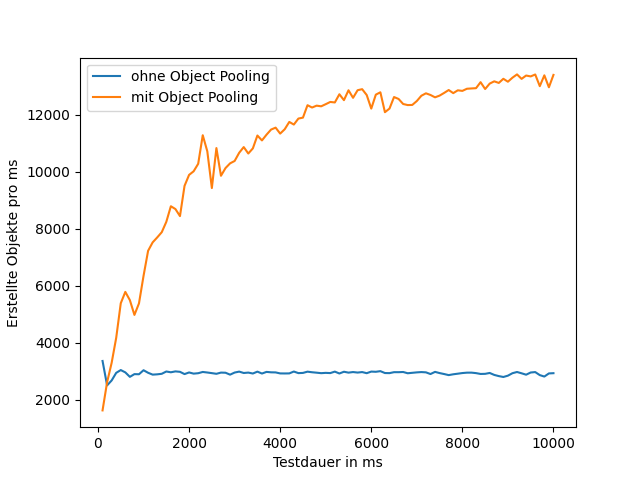 ohne Object Pooling
mit Object Pooling
12000
10000
8000
6000
4000
2000
Erstellte Objekte pro ms
0 2000 4000 6000 8000 10000
Testdauer in ms